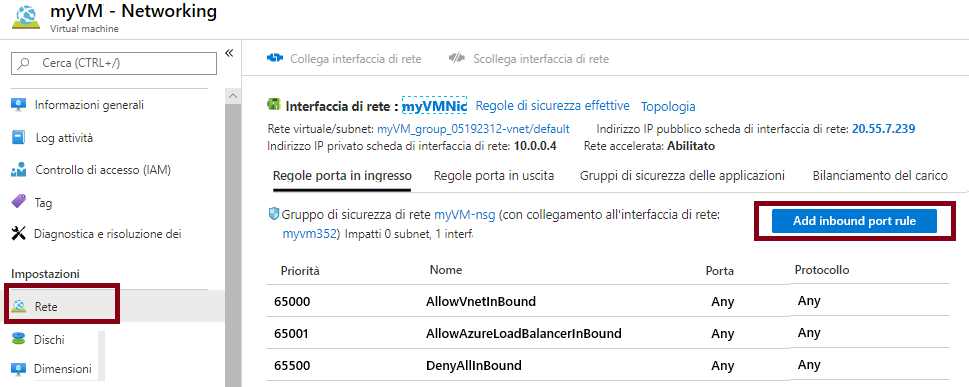 myVM - Networking
Virtual machine
«
Cerca (CTRL+/)
Informazioni generali
Log attività
Controllo di accesso (IAM)
Tag
Diagnostica e risoluzione dei
Impostazioni
Rete
Dischi
Dimensioni
Collega interfaccia di rete
Scollega interfaccia di rete
Interfaccia di rete : myVMNic Regole di sicurezza effettive Topologia
Rete virtuale/subnet: myVM_group_05192312-vnet/default Indirizzo IP pubblico scheda di interfaccia di rete: 20.55.7.239
Indirizzo IP privato scheda di interfaccia di rete: 10.0.0.4 Rete accelerata: Abilitato
Regole porta in ingresso Regole porta in uscita Gruppi di sicurezza delle applicazioni Bilanciamento del carico
Gruppo di sicurezza di rete myVM-nsg (con collegamento all'interfaccia di rete:
myvm352) Impatti 0 subnet, 1 interf
Add inbound port rule
Priorità Nome Porta Protocollo
65000 AllowVnetInBound Any Any
65001 AllowAzureLoadBalancerInBound Any Any
65500 DenyAllInBound Any Any